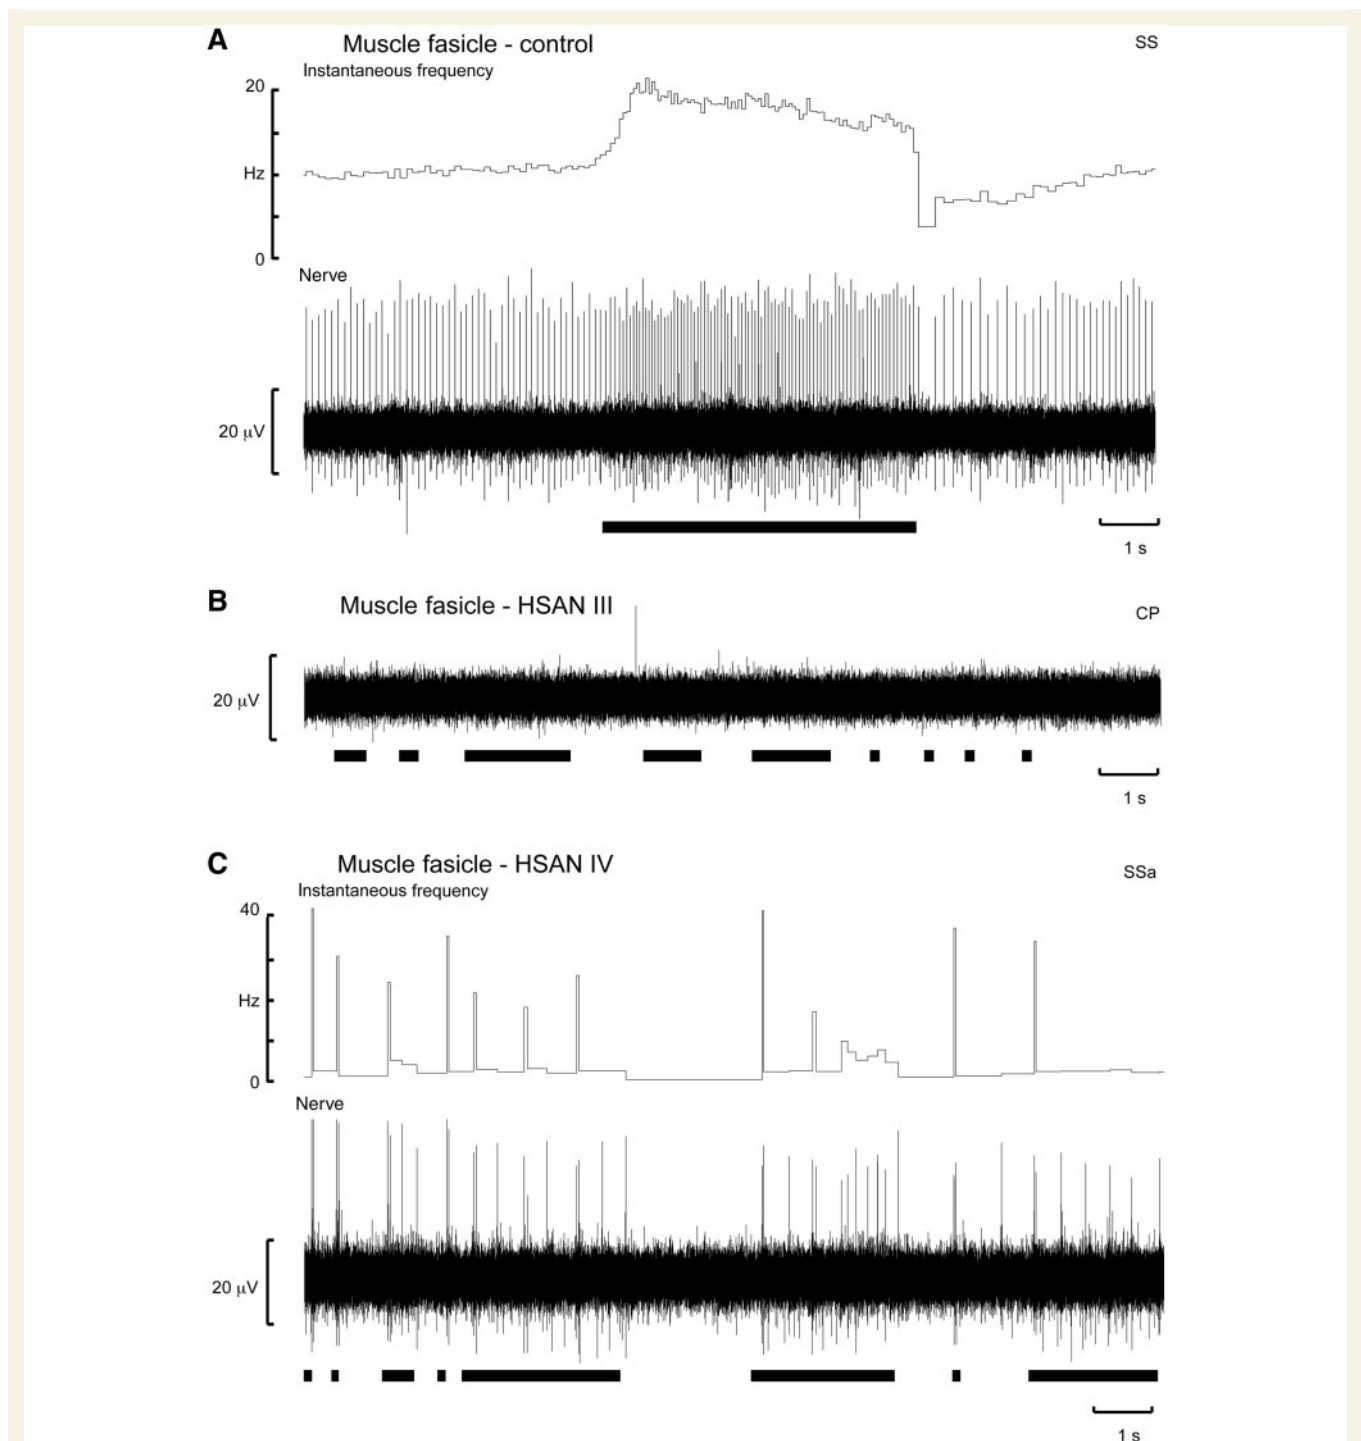 A
Muscle fasicle - control
SS
Instantaneous frequency
20
Hz
0
Nerve
20 μV
1 s
B
Muscle fasicle - HSAN III
CP
20 μV
1 s
C
Muscle fasicle - HSAN IV
SSa
Instantaneous frequency
40
Hz
0
Nerve
20 μV
1 s